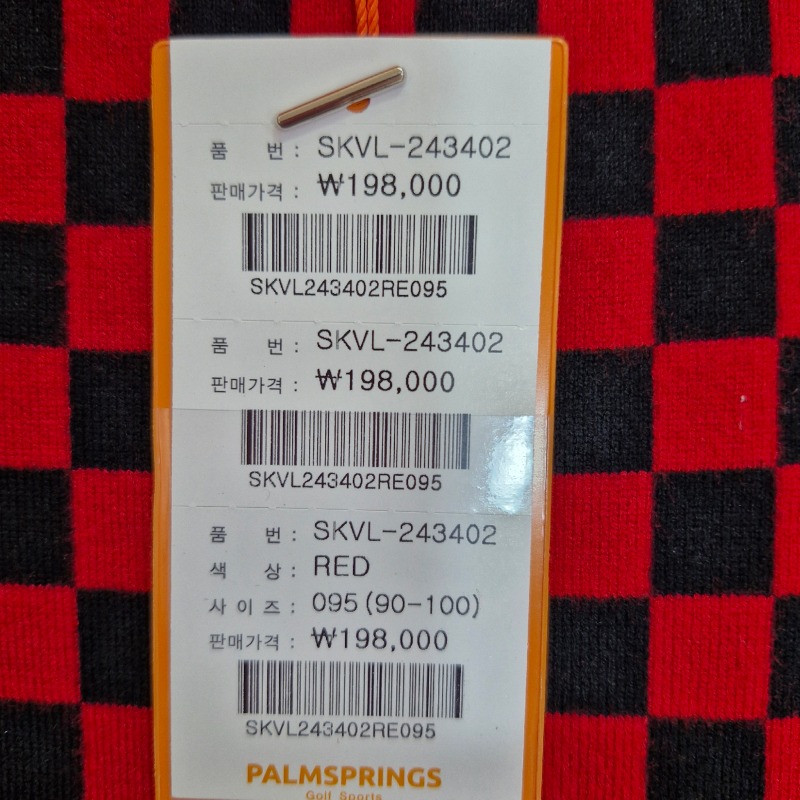 품 번 : SKVL-243402
판매가격 : ₩198,000
SKVL243402RE095
품 번 : SKVL-243402
판매가격 : ₩198,000
SKVL243402RE095
품 번 : SKVL-243402
색 상 : RED
사 이 즈 : 095 (90-100)
판매가격 : ₩198,000
SKVL243402RE095
PALMSPRINGS
Golf Sports